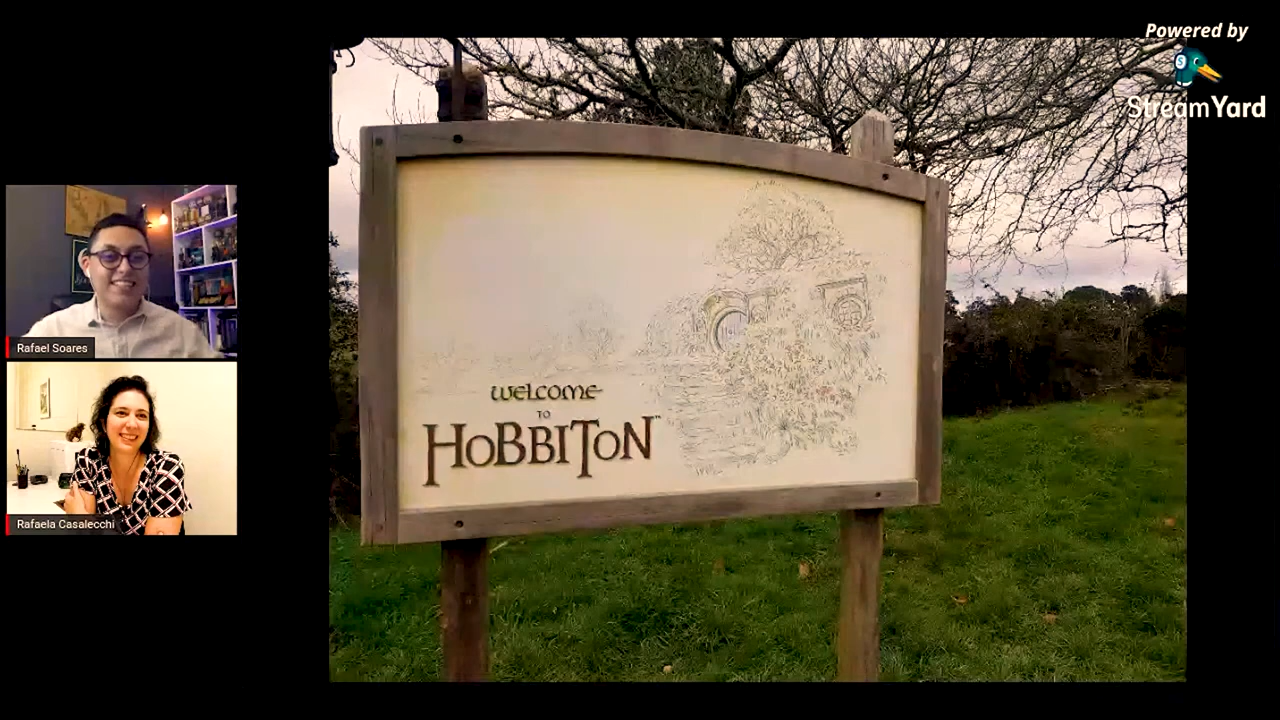 Powered by
StreamYard
Rafael Soares
Rafaela Casalecchi
welcome
TO
HOBBITON™